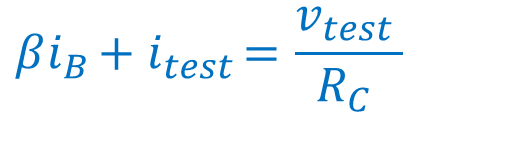 βi_B + i_test = v_test / R_C